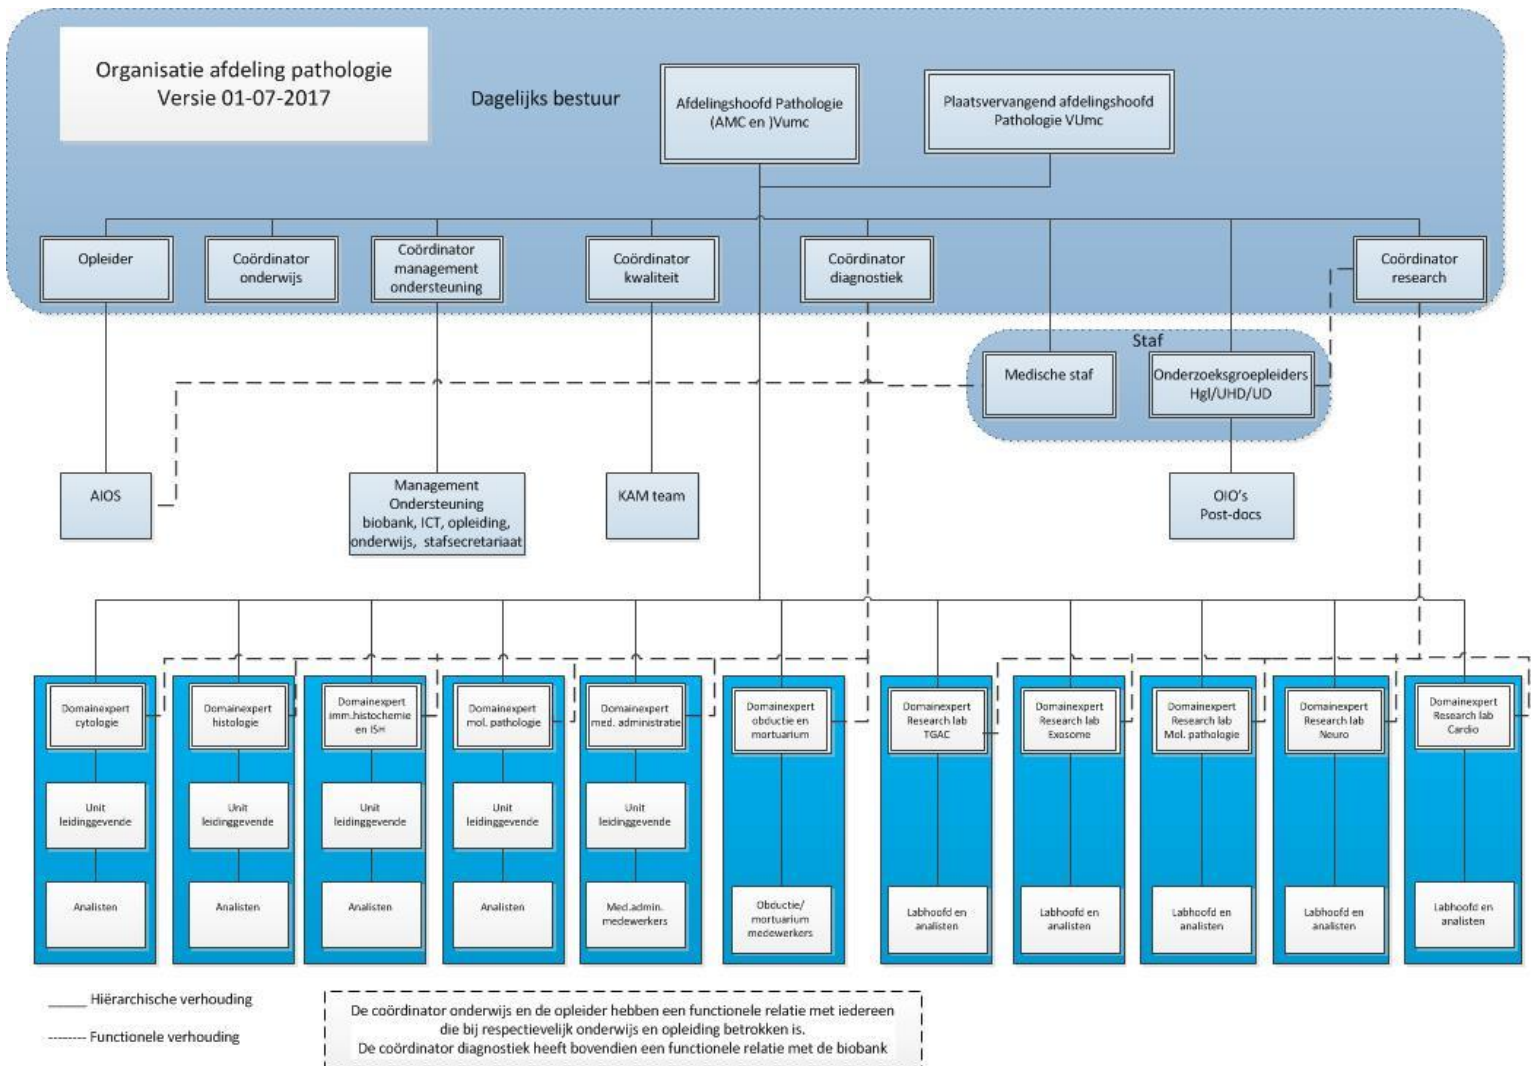 Organisatie afdeling pathologie
Versie 01-07-2017
Dagelijks bestuur
Afdelingshoofd Pathologie
(AMC en )Vumc
Plaatsvervangend afdelingshoofd
Pathologie VUmc
Opleider
Coördinator
onderwijs
Coördinator
management
ondersteuning
Coördinator
kwaliteit
Coördinator
diagnostiek
Coördinator
research
Staf
Medische staf
Onderzoeksgroepleiders
Hgl/UHD/UD
AIOS
Management
Ondersteuning
biobank, ICT, opleiding,
onderwijs, stafsecretariaat
KAM team
OIO's
Post-docs
Domainexpert
cytologie
Domainexpert
histologie
Domainexpert
imm.histochemie
en ISH
Domainexpert
mol. pathologie
Domainexpert
med. administratie
Domainexpert
obductie en
mortuarium
Domainexpert
Research lab
TGAC
Domainexpert
Research lab
Exosome
Domainexpert
Research lab
Mol. pathologie
Domainexpert
Research lab
Neuro
Domainexpert
Research lab
Cardio
Unit
leidinggevende
Unit
leidinggevende
Unit
leidinggevende
Unit
leidinggevende
Unit
leidinggevende
Analisten
Analisten
Analisten
Analisten
Med.admin.
medewerkers
Obductie/
mortuarium
medewerkers
Labhoofd en
analisten
Labhoofd en
analisten
Labhoofd en
analisten
Labhoofd en
analisten
Labhoofd en
analisten
Hiërarchische verhouding
Functionele verhouding
De coördinator onderwijs en de opleider hebben een functionele relatie met iedereen
die bij respectievelijk onderwijs en opleiding betrokken is.
De coördinator diagnostiek heeft bovendien een functionele relatie met de biobank